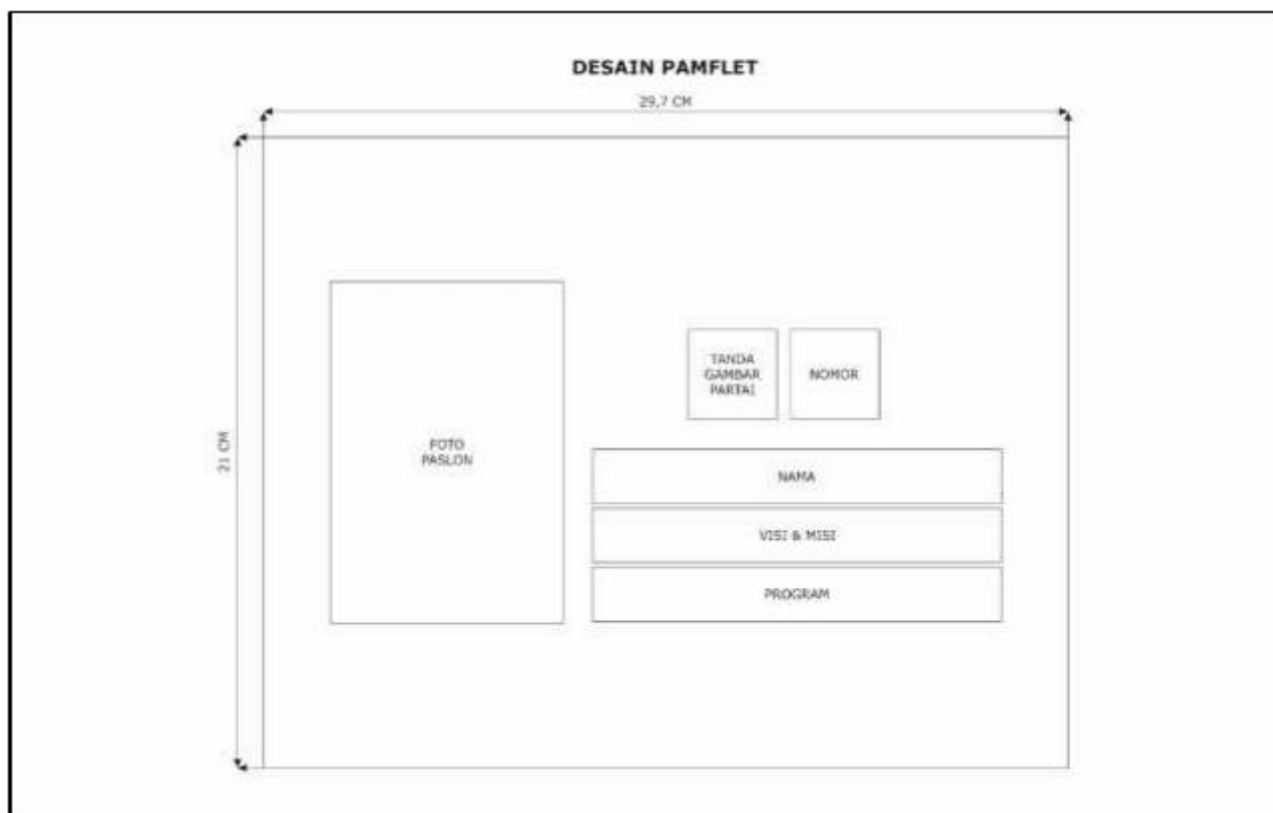 DESAIN PAMFLET
29,7 CM
21 CM
FOTO
PASLON
TANDA
GAMBAR
PARTAI
NOMOR
NAMA
VISI & MISI
PROGRAM